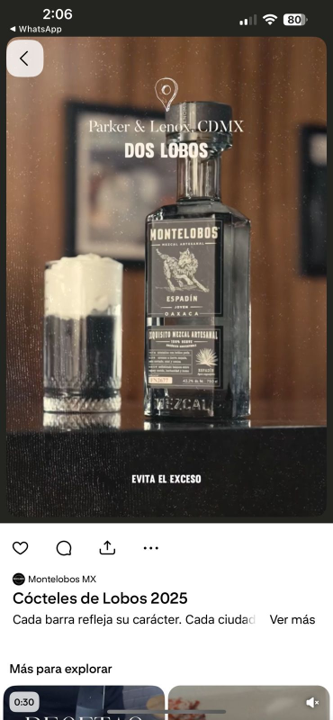 2:06
80
WhatsApp
Parker & Lenox, CDMX
DOS LOBOS
MONTELOBOS
MEZCAL ARTESANAL
ESPADÍN
JOVEN
OAXACA
EXQUISITO MEZCAL ARTESANAL
MEZCAL
EVITA EL EXCESO
Montelobos MX
Cócteles de Lobos 2025
Cada barra refleja su carácter. Cada ciudad
Ver más
Más para explorar
0:30